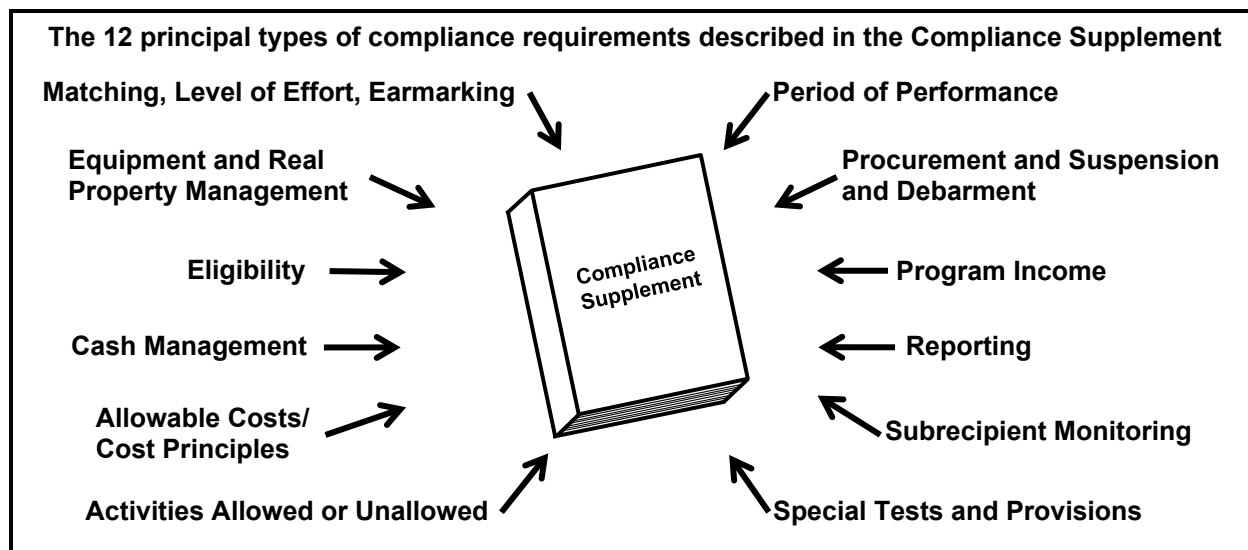 The 12 principal types of compliance requirements described in the Compliance Supplement
Matching, Level of Effort, Earmarking
Period of Performance
Equipment and Real
Property Management
Procurement and Suspension
and Debarment
Compliance
Supplement
Eligibility
Program Income
Cash Management
Reporting
Allowable Costs/
Cost Principles
Subrecipient Monitoring
Activities Allowed or Unallowed
Special Tests and Provisions